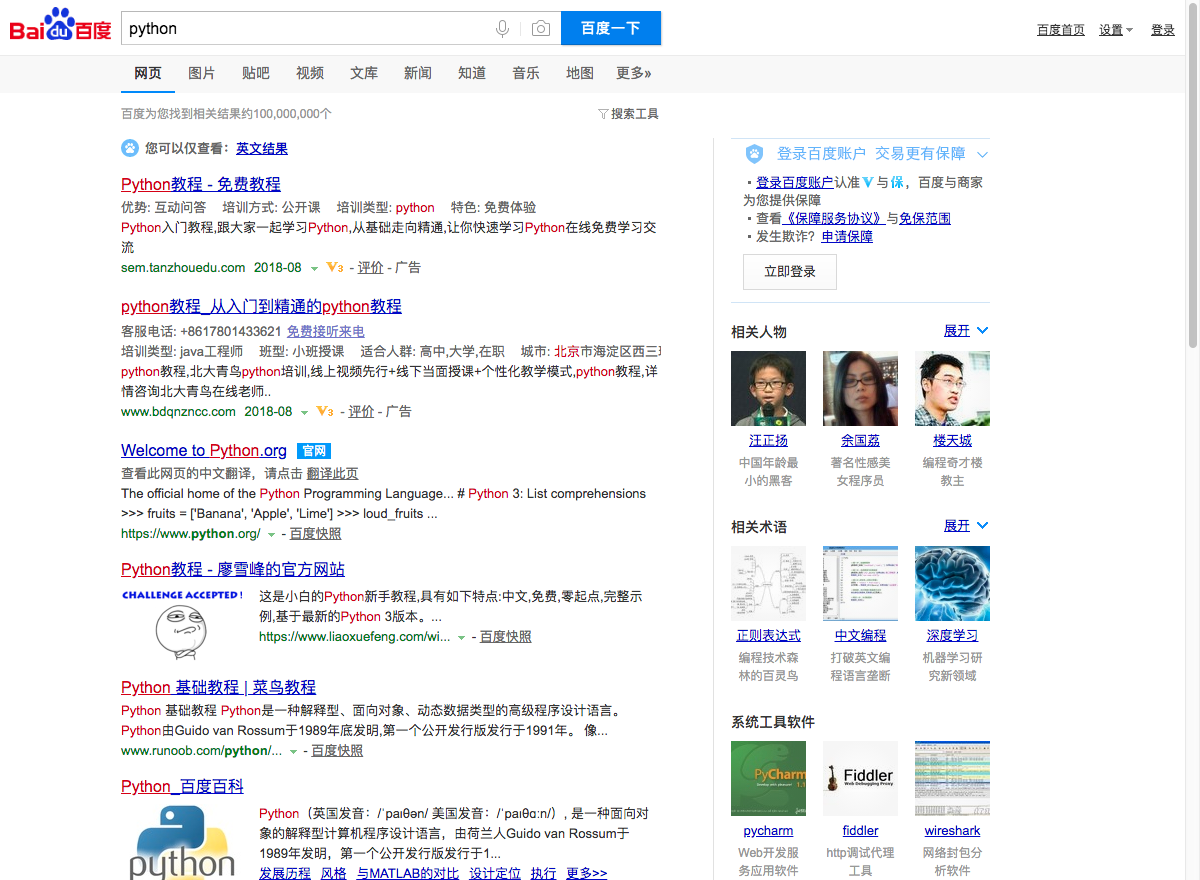 Bai du 百度
python
百度一下
百度首页 设置 登录
网页 图片 贴吧 视频 文库 新闻 知道 音乐 地图 更多»
百度为您找到相关结果约100,000,000个
搜索工具
您可以仅查看：英文结果
Python教程 - 免费教程
优势: 互动问答 培训方式: 公开课 培训类型: python 特色: 免费体验
Python入门教程,跟大家一起学习Python,从基础走向精通,让你快速学习Python在线免费学习交
流
sem.tanzhouedu.com 2018-08 V3 - 评价 - 广告
python教程_从入门到精通的python教程
客服电话: +8617801433621 免费接听来电
培训类型: java工程师 班型: 小班授课 适合人群: 高中,大学,在职 城市: 北京市海淀区西三
python教程,北大青鸟python培训,线上视频先行+线下当面授课+个性化教学模式,python教程,详
情咨询北大青鸟在线老师..
www.bdqnzncc.com 2018-08 V3 - 评价 - 广告
Welcome to Python.org 官网
查看此网页的中文翻译，请点击 翻译此页
The official home of the Python Programming Language... # Python 3: List comprehensions
>>> fruits = ['Banana', 'Apple', 'Lime'] >>> loud_fruits ...
https://www.python.org/ - 百度快照
Python教程 - 廖雪峰的官方网站
CHALLENGE ACCEPTED!
这是小白的Python新手教程,具有如下特点:中文,免费,零起点,完整示
例,基于最新的Python 3版本。...
https://www.liaoxuefeng.com/wi... - 百度快照
Python 基础教程 | 菜鸟教程
Python 基础教程 Python是一种解释型、面向对象、动态数据类型的高级程序设计语言。
Python由Guido van Rossum于1989年底发明,第一个公开发行版发行于1991年。 像...
www.runoob.com/python/... - 百度快照
Python_百度百科
python
Python（英国发音：/ˈpaɪθən/ 美国发音：/ˈpaɪθɑːn/）, 是一种面向对
象的解释型计算机程序设计语言，由荷兰人Guido van Rossum于
1989年发明，第一个公开发行版发行于1...
发展历程 风格 与MATLAB的对比 设计定位 执行 更多>>
登录百度账户 交易更有保障
·登录百度账户认准V与保，百度与商家
为您提供保障
·查看《保障服务协议》与免保范围
·发生欺诈？申请保障
立即登录
相关人物 展开
汪正扬 余国荔 楼天城
中国年龄最 著名性感美 编程奇才楼
小的黑客 女程序员 教主
相关术语 展开
正则表达式 中文编程 深度学习
编程技术森 打破英文编 机器学习研
林的百灵鸟 程语言垄断 究新领域
系统工具软件
PyCharm Fiddler
Web Debugging Proxy
pycharm fiddler wireshark
Web开发服 http调试代理 网络封包分
务应用软件 工具 析软件